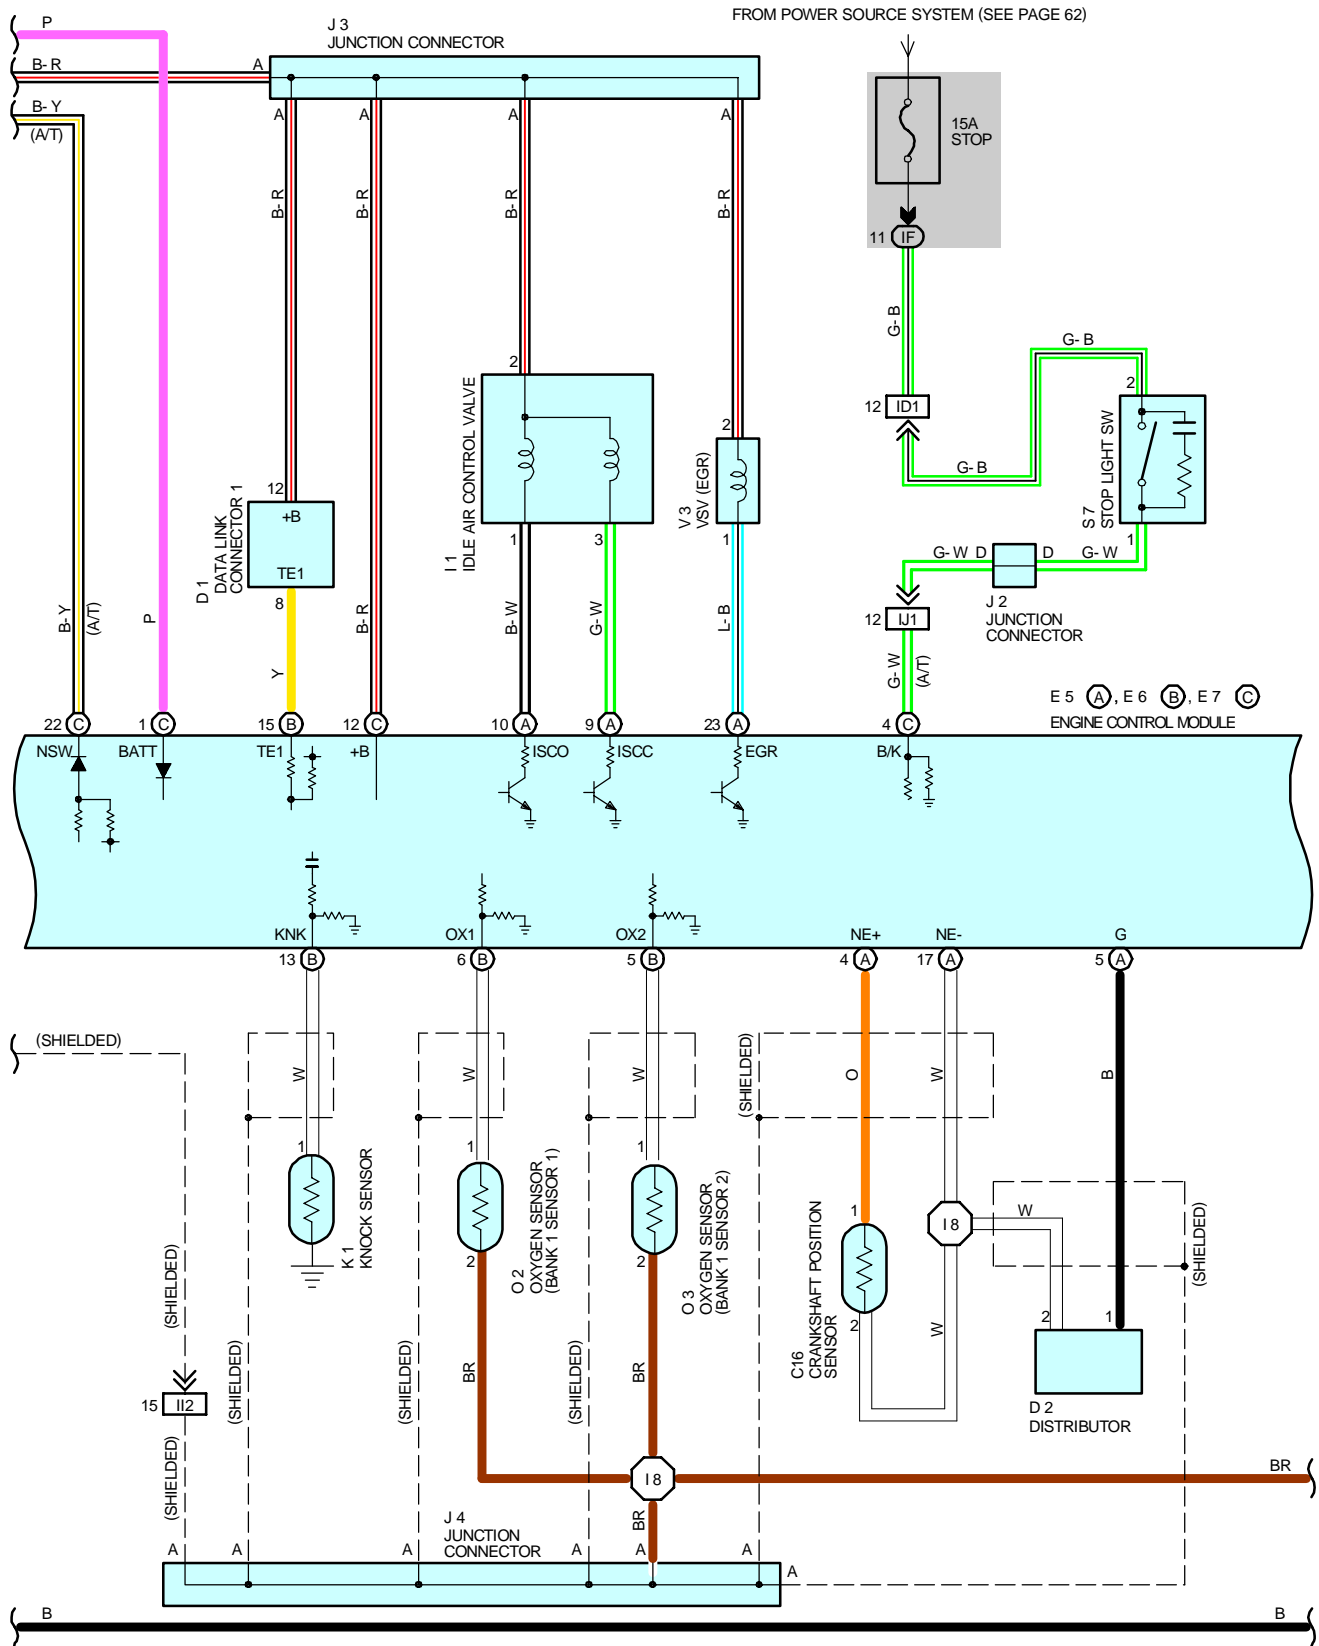 FROM POWER SOURCE SYSTEM (SEE PAGE 62)
P
J 3
JUNCTION CONNECTOR
B- R
A
B- Y
(A/T)
A
A
A
A
15A
STOP
B- R
B- R
B- R
B- R
11
IF
G- B
G- B
2
2
12
ID1
2
G- B
I 1
IDLE AIR CONTROL VALVE
V 3
VSV (EGR)
S 7
STOP LIGHT SW
12
+B
TE1
D 1
DATA LINK
CONNECTOR 1
8
1
3
1
1
G- W
D
D
G- W
J 2
JUNCTION
CONNECTOR
12
IJ1
B- Y
(A/T)
P
Y
B- R
B- W
G- W
L- B
G- W
(A/T)
E 5 A , E 6 B , E 7 C
ENGINE CONTROL MODULE
22 C
1 C
15 B
12 C
10 A
9 A
23 A
4 C
NSW
BATT
TE1
+B
ISCO
ISCC
EGR
B/K
KNK
OX1
OX2
NE+
NE-
G
13 B
6 B
5 B
4 A
17 A
5 A
(SHIELDED)
W
W
W
(SHIELDED)
O
W
B
1
1
1
1
K 1
KNOCK SENSOR
O 2
OXYGEN SENSOR
(BANK 1 SENSOR 1)
O 3
OXYGEN SENSOR
(BANK 1 SENSOR 2)
C16
CRANKSHAFT POSITION
SENSOR
I 8
W
(SHIELDED)
2
2
2
W
2
1
D 2
DISTRIBUTOR
(SHIELDED)
15
II2
(SHIELDED)
(SHIELDED)
(SHIELDED)
BR
(SHIELDED)
BR
I 8
BR
BR
J 4
JUNCTION
CONNECTOR
A
A
A
A
A
A
A
B
B